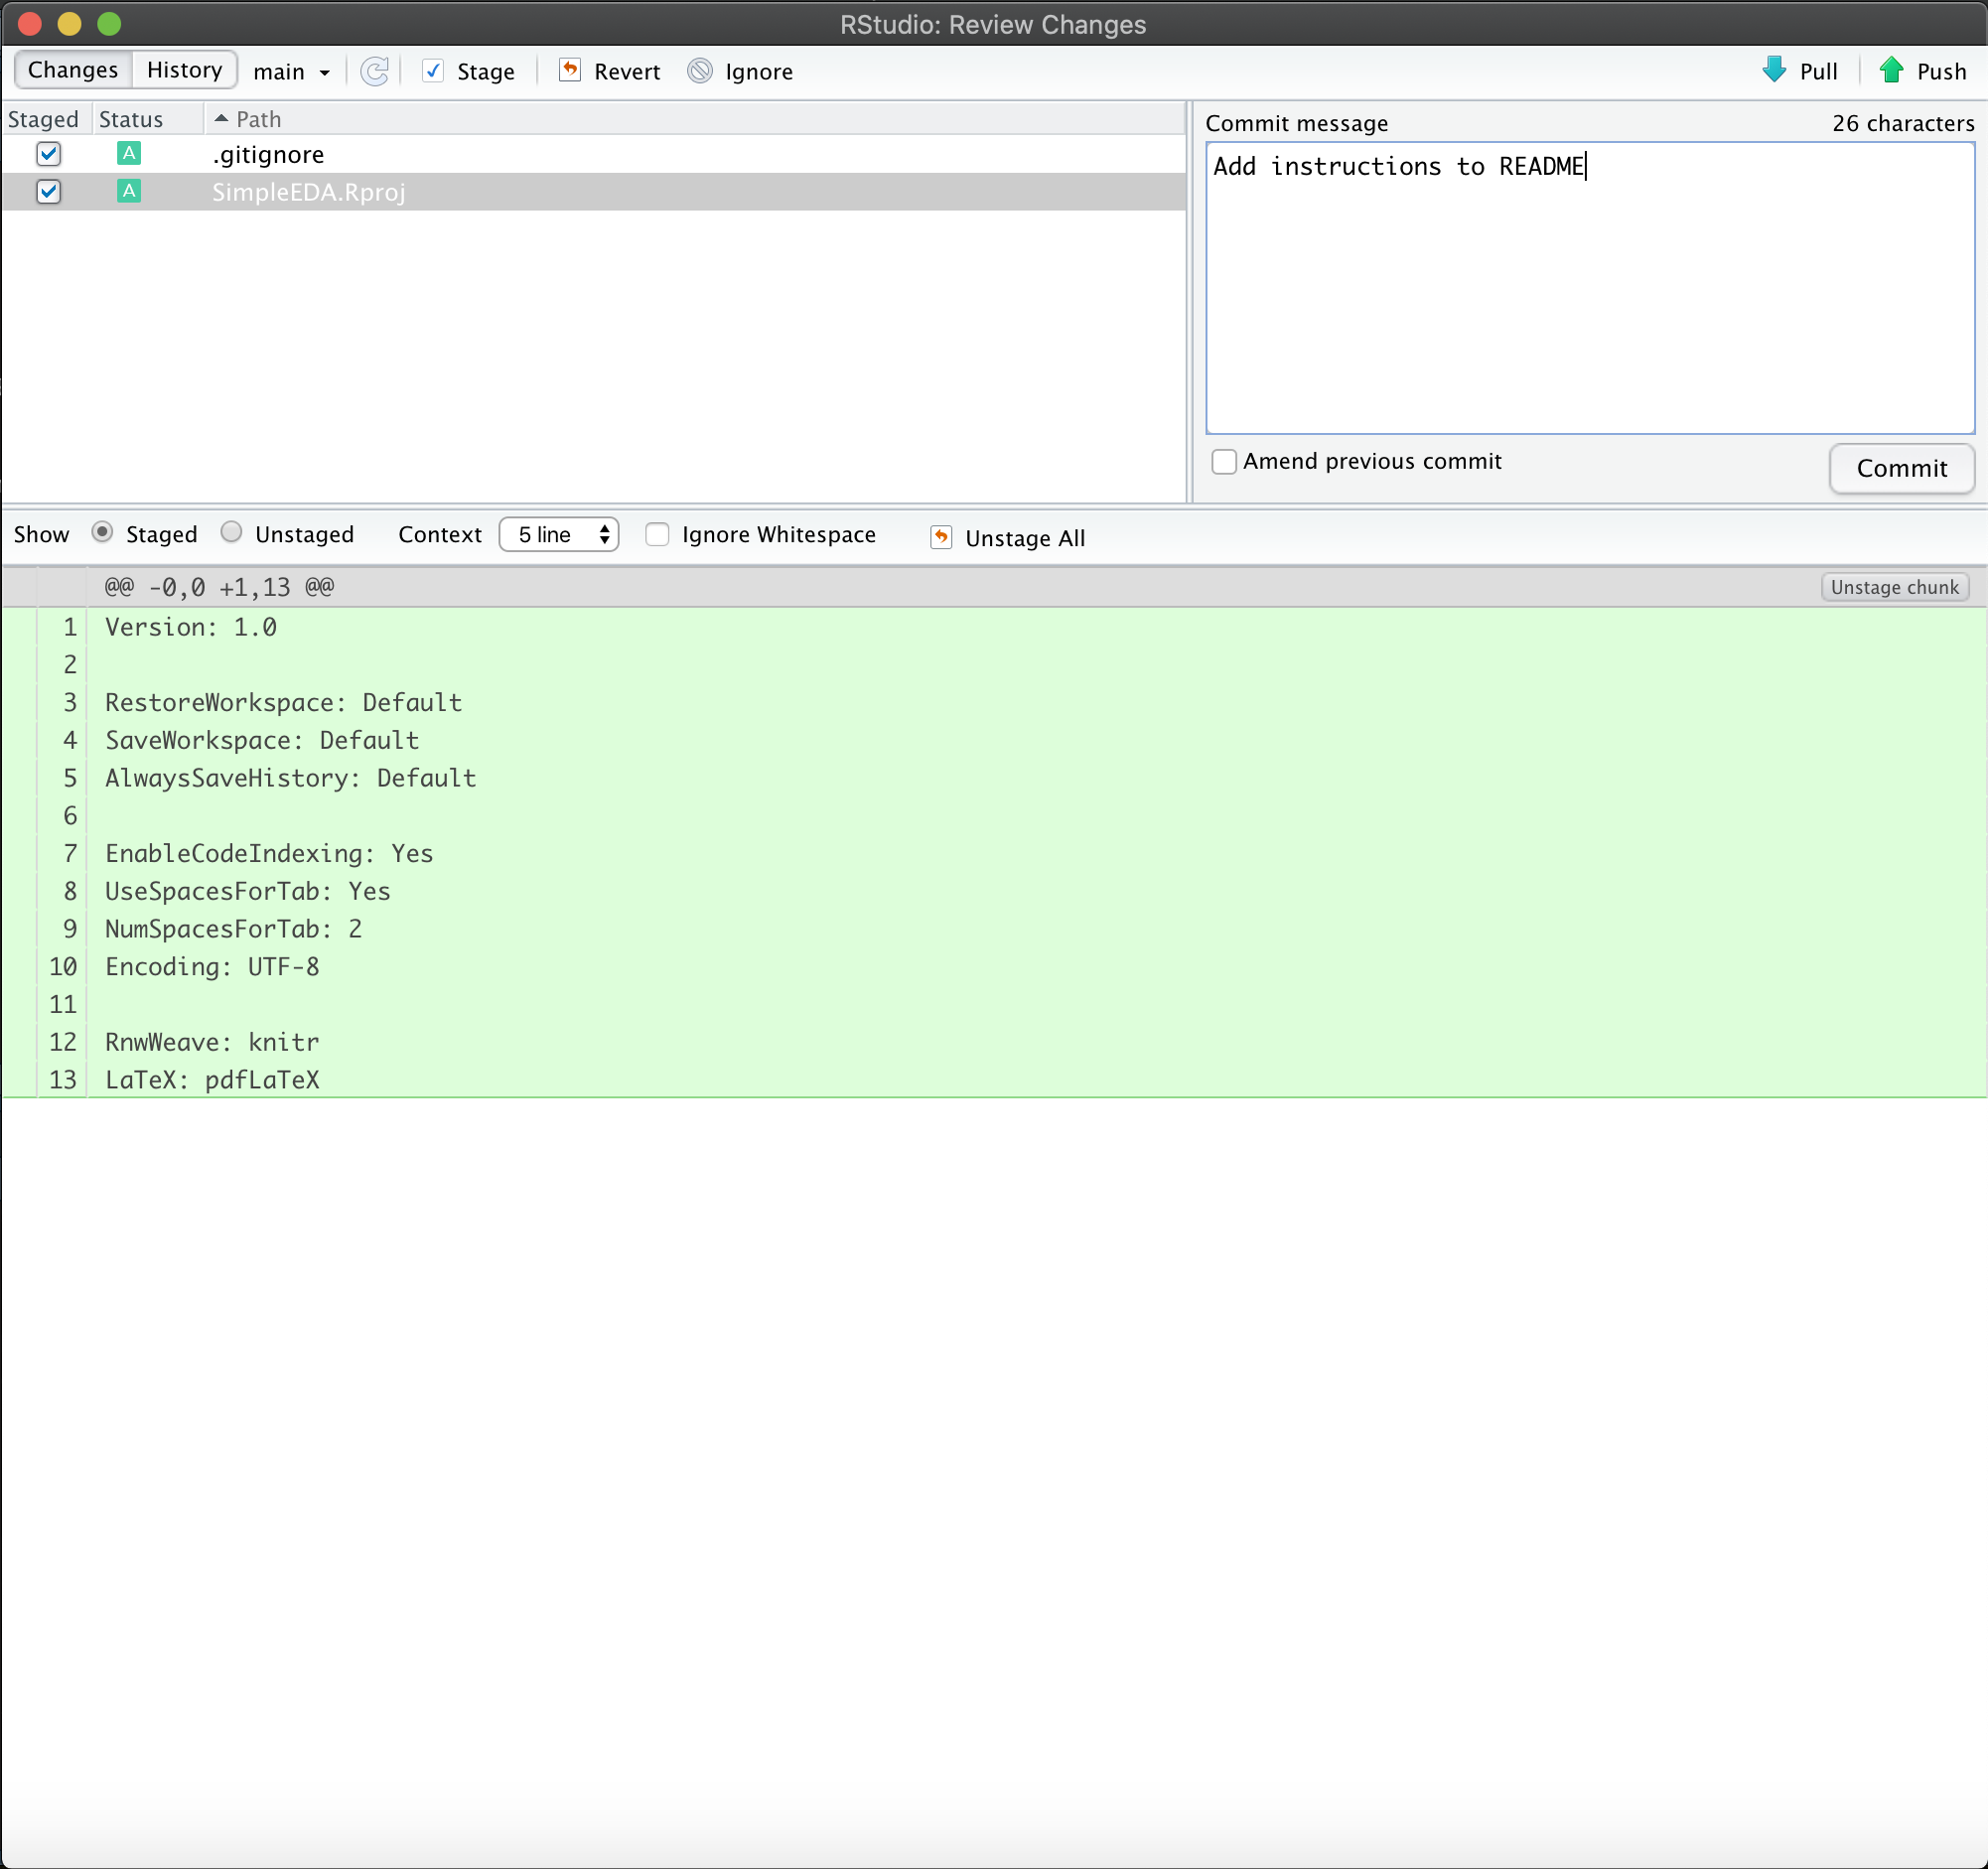 RStudio: Review Changes
Changes History main Stage Revert Ignore Pull Push
Staged Status Path
A .gitignore
A SimpleEDA.Rproj
Commit message 26 characters
Add instructions to README
Amend previous commit Commit
Show Staged Unstaged Context 5 line Ignore Whitespace Unstage All
@@ -0,0 +1,13 @@ Unstage chunk
1 Version: 1.0
2
3 RestoreWorkspace: Default
4 SaveWorkspace: Default
5 AlwaysSaveHistory: Default
6
7 EnableCodeIndexing: Yes
8 UseSpacesForTab: Yes
9 NumSpacesForTab: 2
10 Encoding: UTF-8
11
12 RnwWeave: knitr
13 LaTeX: pdfLaTeX